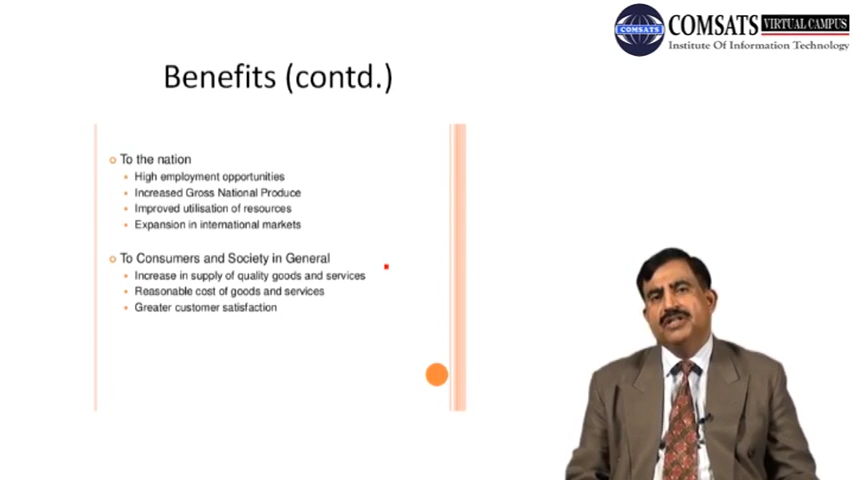 COMSATS VIRTUAL CAMPUS
COMSATS
Institute Of Information Technology
Benefits (contd.)
To the nation
High employment opportunities
Increased Gross National Produce
Improved utilisation of resources
Expansion in international markets
To Consumers and Society in General
Increase in supply of quality goods and services
Reasonable cost of goods and services
Greater customer satisfaction